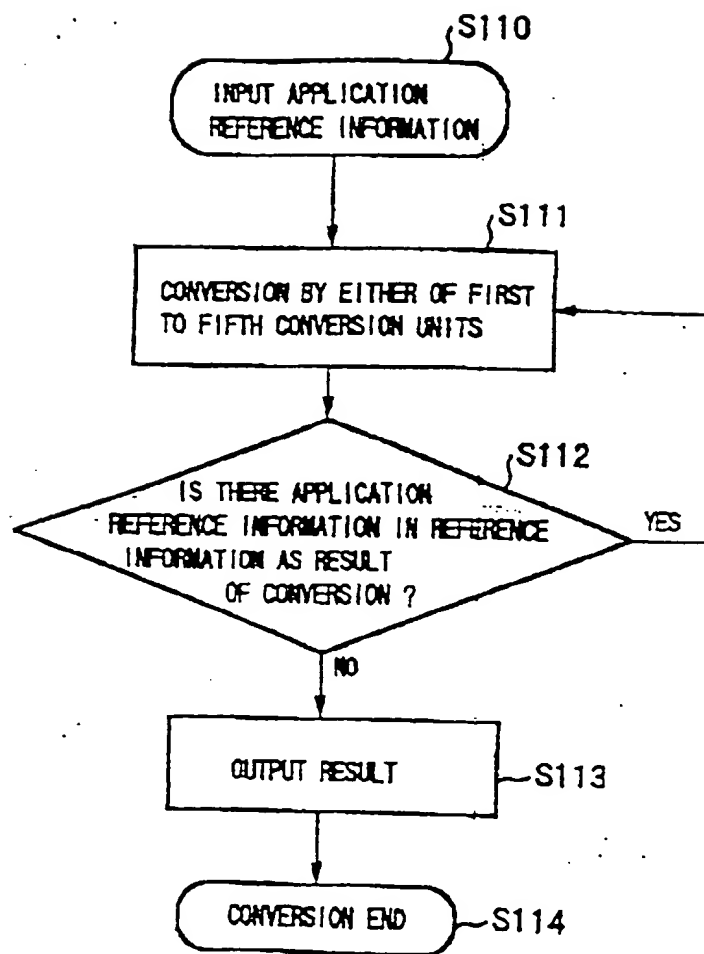 S110
INPUT APPLICATION
REFERENCE INFORMATION
S111
CONVERSION BY EITHER OF FIRST
TO FIFTH CONVERSION UNITS
S112
IS THERE APPLICATION
REFERENCE INFORMATION IN REFERENCE
INFORMATION AS RESULT
OF CONVERSION ?
YES
NO
OUTPUT RESULT
S113
CONVERSION END
S114